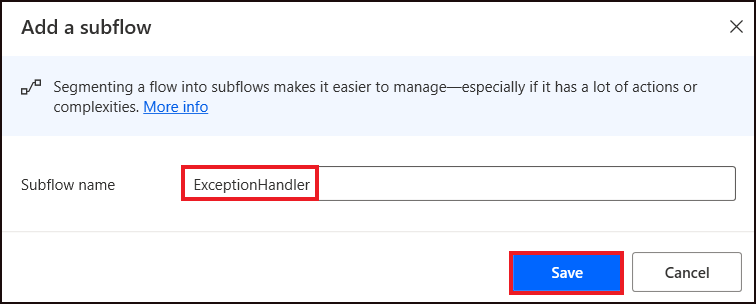 Add a subflow
Segmenting a flow into subflows makes it easier to manage—especially if it has a lot of actions or
complexities. More info
Subflow name
ExceptionHandler
Save
Cancel